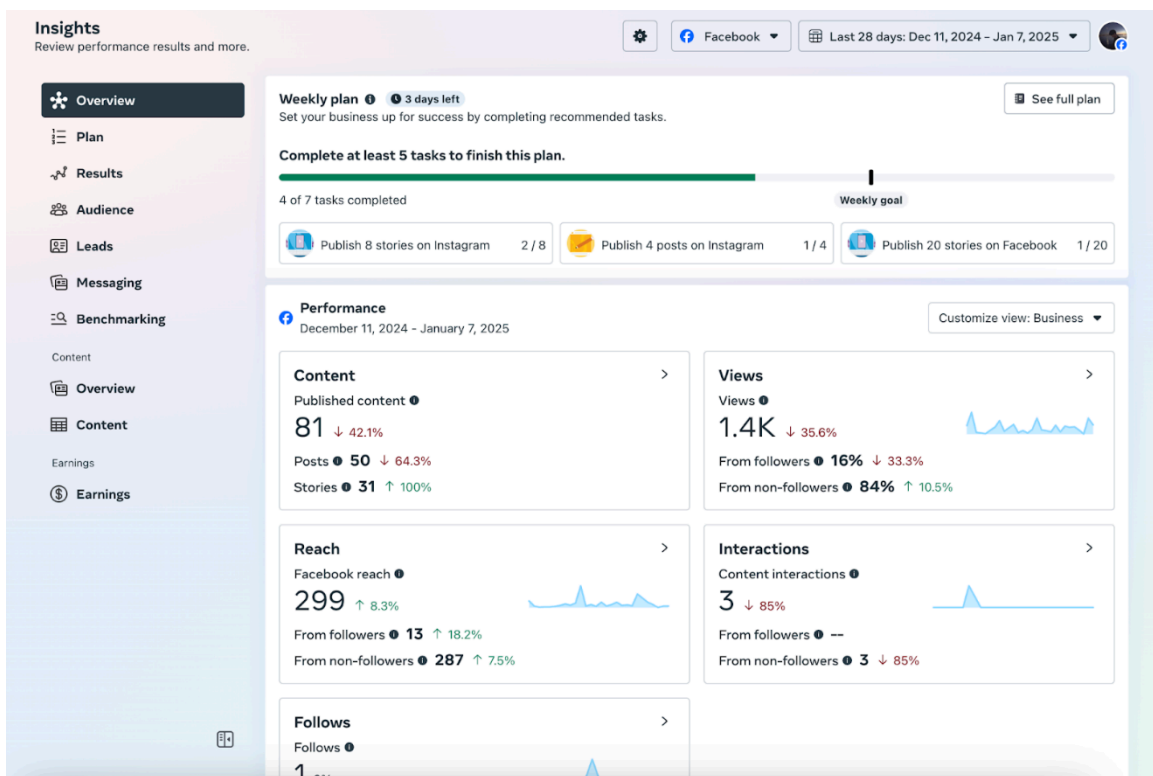 Insights
Review performance results and more.
Facebook
Last 28 days: Dec 11, 2024 – Jan 7, 2025
Overview
Plan
Results
Audience
Leads
Messaging
Benchmarking
Content
Overview
Content
Earnings
Earnings
Weekly plan
3 days left
See full plan
Set your business up for success by completing recommended tasks.
Complete at least 5 tasks to finish this plan.
4 of 7 tasks completed
Weekly goal
Publish 8 stories on Instagram 2 / 8
Publish 4 posts on Instagram 1 / 4
Publish 20 stories on Facebook 1 / 20
Performance
December 11, 2024 – January 7, 2025
Customize view: Business
Content
Published content
81 ↓ 42.1%
Posts 50 ↓ 64.3%
Stories 31 ↑ 100%
Views
Views
1.4K ↓ 35.6%
From followers 16% ↓ 33.3%
From non-followers 84% ↑ 10.5%
Reach
Facebook reach
299 ↑ 8.3%
From followers 13 ↑ 18.2%
From non-followers 287 ↑ 7.5%
Interactions
Content interactions
3 ↓ 85%
From followers --
From non-followers 3 ↓ 85%
Follows
Follows
1